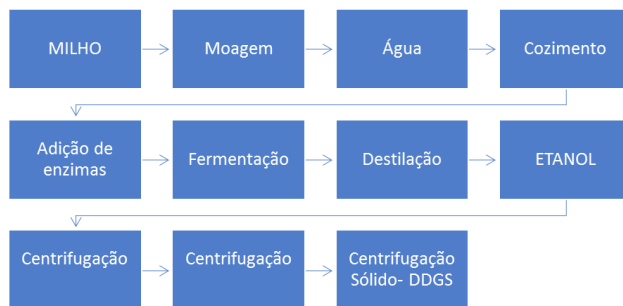 MILHO
Moagem
Água
Cozimento
Adição de
enzimas
Fermentação
Destilação
ETANOL
Centrifugação
Centrifugação
Centrifugação
Sólido- DDGS